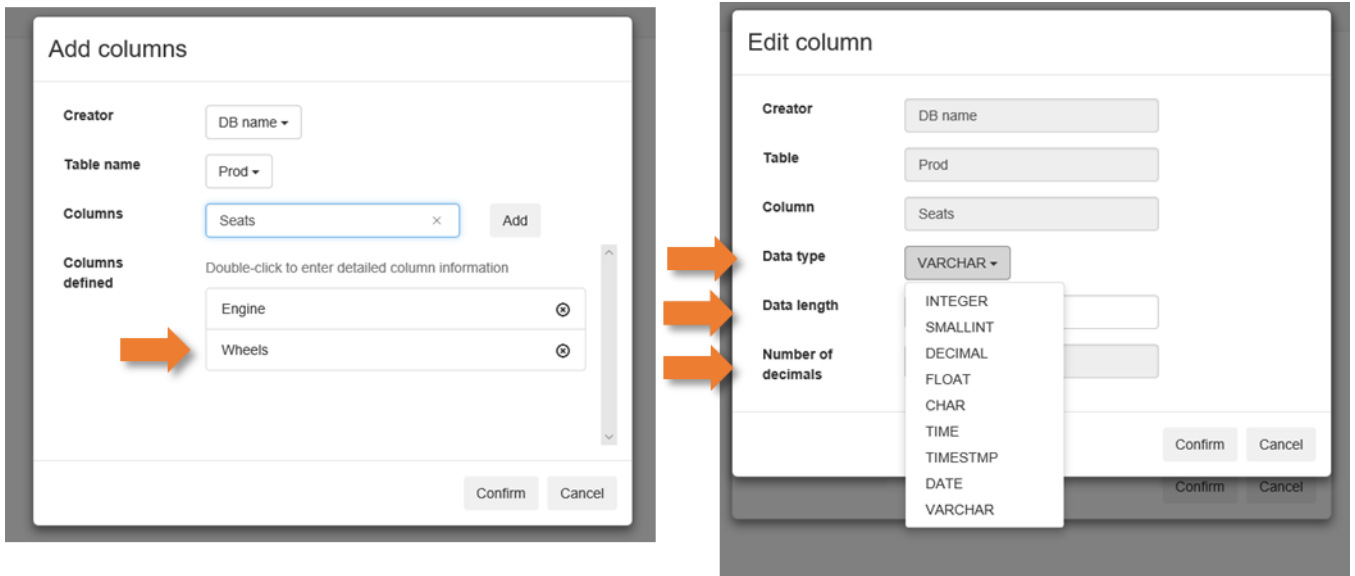 Add columns
Creator
DB name
Table name
Prod
Columns
Seats
Add
Columns
defined
Double-click to enter detailed column information
Engine
Wheels
Confirm Cancel
Edit column
Creator
DB name
Table
Prod
Column
Seats
Data type
VARCHAR
INTEGER
SMALLINT
DECIMAL
FLOAT
CHAR
TIME
TIMESTMP
DATE
VARCHAR
Data length
Number of
decimals
Confirm Cancel
Confirm Cancel